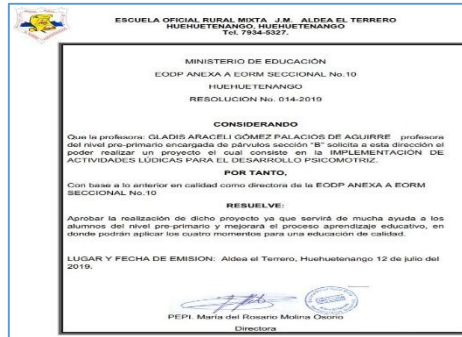 ESCUELA OFICIAL RURAL MIXTA J.M. ALDEA EL TERRERO
HUEHUETENANGO, HUEHUETENANGO
Tel. 7934-5327.
MINISTERIO DE EDUCACIÓN
EODP ANEXA A EORM SECCIONAL No.10
HUEHUETENANGO
RESOLUCION No. 014-2019
CONSIDERANDO
Que la profesora: GLADIS ARACELI GÓMEZ PALACIOS DE AGUIRRE profesora
del nivel pre-primario encargada de párvulos sección "B" solicita a esta dirección el
poder realizar un proyecto el cual consiste en la IMPLEMENTACIÓN DE
ACTIVIDADES LÚDICAS PARA EL DESARROLLO PSICOMOTRIZ.
POR TANTO,
Con base a lo anterior en calidad como directora de la EODP ANEXA A EORM
SECCIONAL No.10
RESUELVE:
Aprobar la realización de dicho proyecto ya que servirá de mucha ayuda a los
alumnos del nivel pre-primario y mejorará el proceso aprendizaje educativo, en
donde podrán aplicar los cuatro momentos para una educación de calidad.
LUGAR Y FECHA DE EMISION: Aldea el Terrero, Huehuetenango 12 de julio del
2019.
PEPI. María del Rosario Molina Osorio
Directora